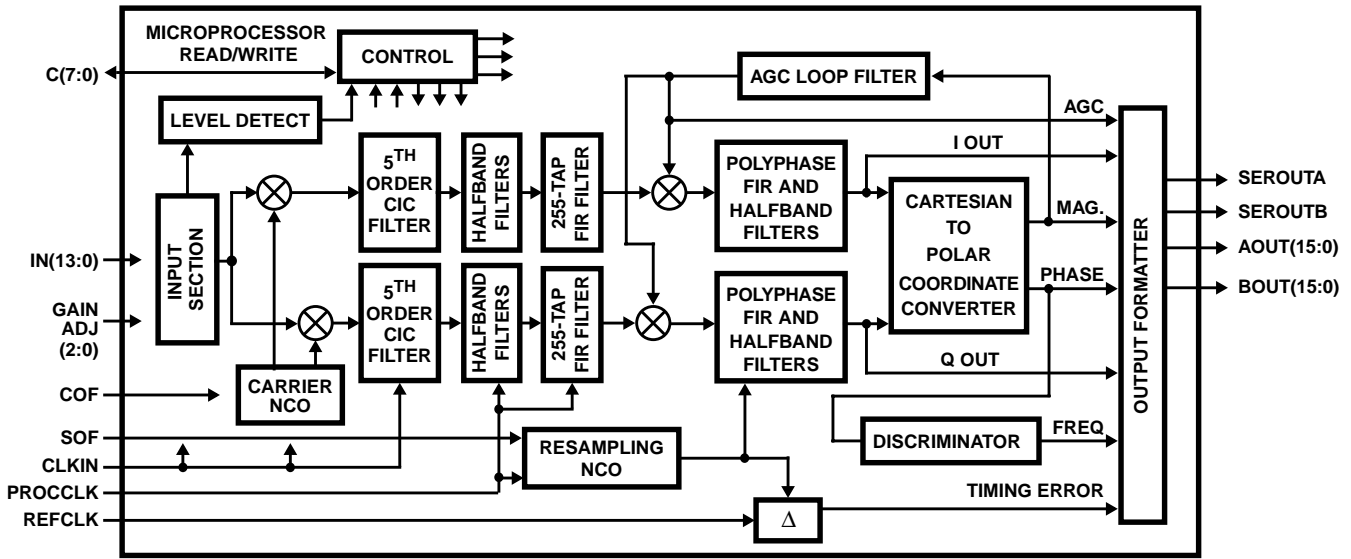 MICROPROCESSOR
READ/WRITE
C(7:0)
CONTROL
AGC LOOP FILTER
LEVEL DETECT
AGC
I OUT
5TH
ORDER
CIC
FILTER
HALFBAND
FILTERS
255-TAP
FIR FILTER
POLYPHASE
FIR AND
HALFBAND
FILTERS
CARTESIAN
TO
POLAR
COORDINATE
CONVERTER
MAG.
PHASE
SEROUTA
SEROUTB
AOUT(15:0)
BOUT(15:0)
OUTPUT FORMATTER
IN(13:0)
INPUT
SECTION
GAIN
ADJ
(2:0)
5TH
ORDER
CIC
FILTER
HALFBAND
FILTERS
255-TAP
FIR FILTER
POLYPHASE
FIR AND
HALFBAND
FILTERS
Q OUT
COF
CARRIER
NCO
SOF
CLKIN
PROCCLK
REFCLK
RESAMPLING
NCO
DISCRIMINATOR
FREQ
TIMING ERROR
Δ